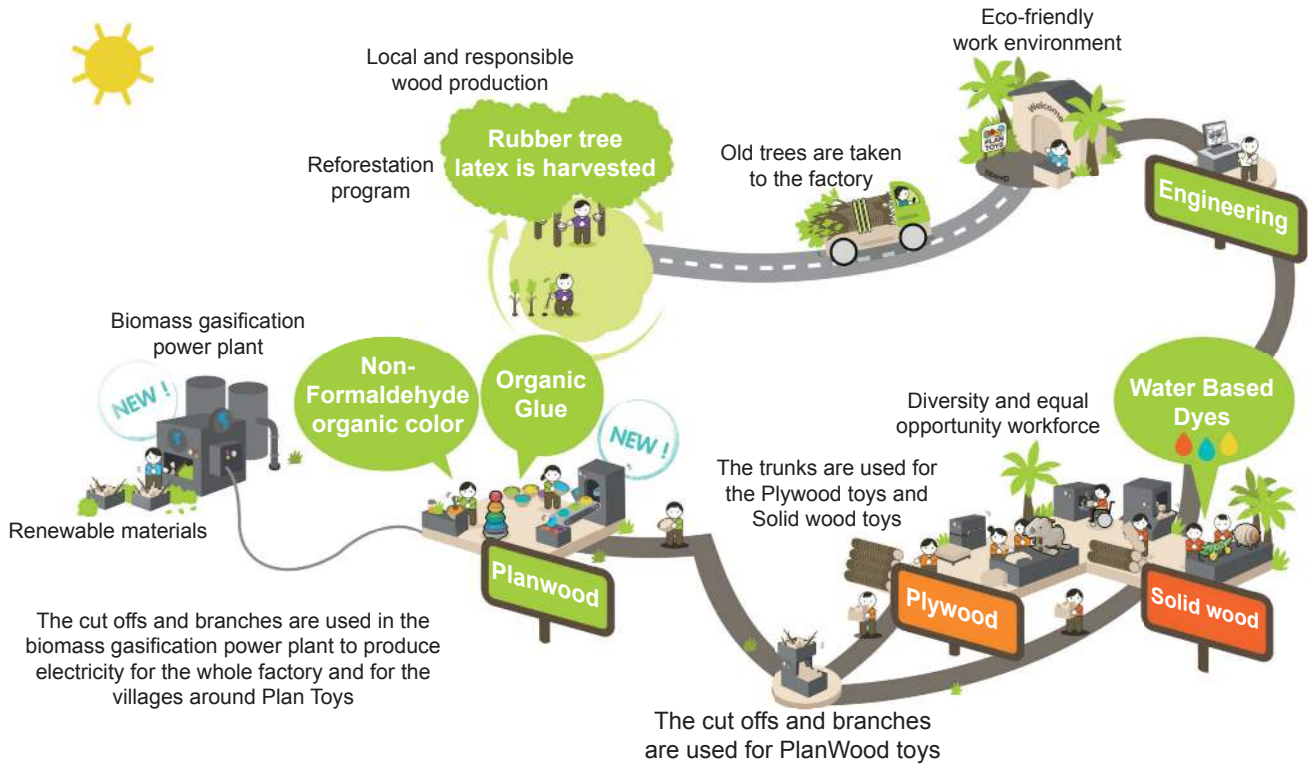 Eco-friendly
work environment
Local and responsible
wood production
Rubber tree
latex is harvested
Reforestation
program
Old trees are taken
to the factory
Welcome
PLAN
TOYS
Engineering
Biomass gasification
power plant
NEW !
Non-
Formaldehyde
organic color
Organic
Glue
NEW !
Water Based
Dyes
Diversity and equal
opportunity workforce
The trunks are used for
the Plywood toys and
Solid wood toys
Renewable materials
Planwood
Plywood
Solid wood
The cut offs and branches are used in the
biomass gasification power plant to produce
electricity for the whole factory and for the
villages around Plan Toys
The cut offs and branches
are used for PlanWood toys